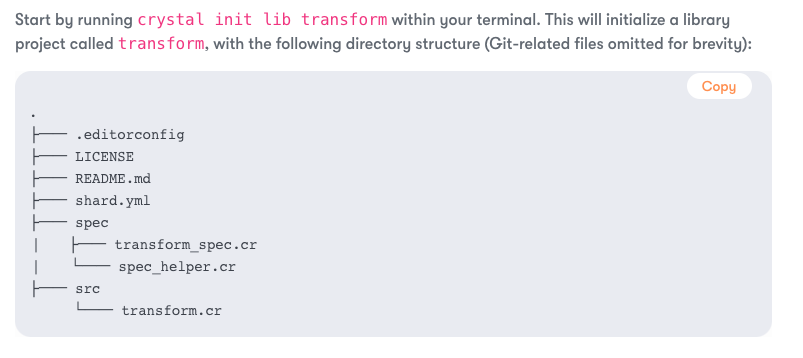 Start by running crystal init lib transform within your terminal. This will initialize a library
project called transform, with the following directory structure (Git-related files omitted for brevity):
Copy
.
├── .editorconfig
├── LICENSE
├── README.md
├── shard.yml
├── spec
│   ├── transform_spec.cr
│   └── spec_helper.cr
├── src
    └── transform.cr